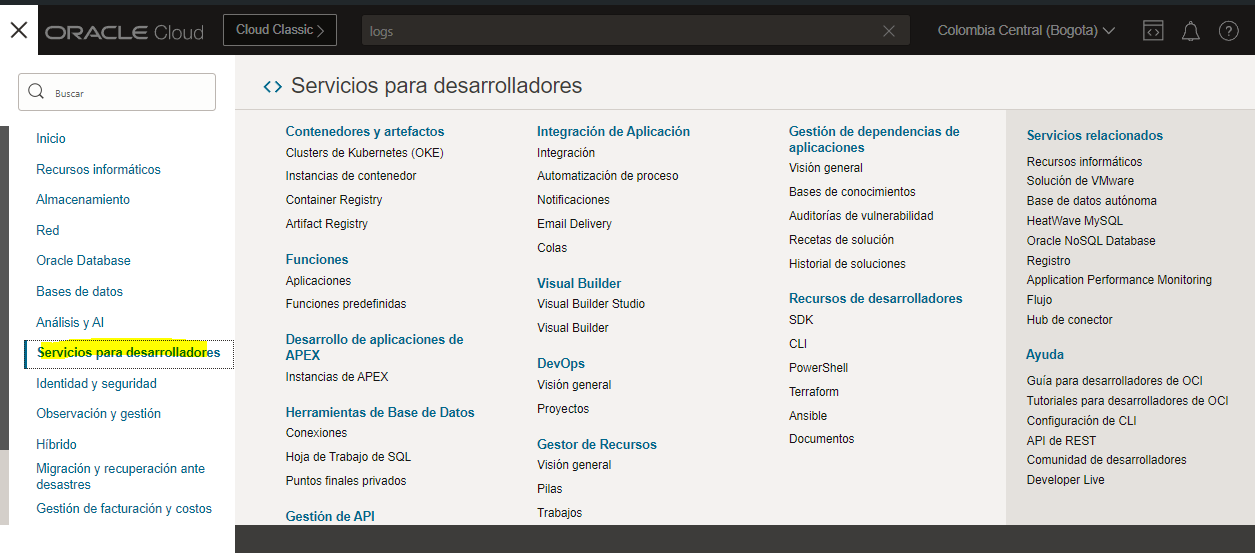 ORACLE Cloud
Cloud Classic
logs
Colombia Central (Bogota)
Buscar
Inicio
Recursos informáticos
Almacenamiento
Red
Oracle Database
Bases de datos
Análisis y AI
Servicios para desarrolladores
Identidad y seguridad
Observación y gestión
Híbrido
Migración y recuperación ante
desastres
Gestión de facturación y costos
Servicios para desarrolladores
Contenedores y artefactos
Clusters de Kubernetes (OKE)
Instancias de contenedor
Container Registry
Artifact Registry
Funciones
Aplicaciones
Funciones predefinidas
Desarrollo de aplicaciones de
APEX
Instancias de APEX
Herramientas de Base de Datos
Conexiones
Hoja de Trabajo de SQL
Puntos finales privados
Gestión de API
Integración de Aplicación
Integración
Automatización de proceso
Notificaciones
Email Delivery
Colas
Visual Builder
Visual Builder Studio
Visual Builder
DevOps
Visión general
Proyectos
Gestor de Recursos
Visión general
Pilas
Trabajos
Gestión de dependencias de
aplicaciones
Visión general
Bases de conocimientos
Auditorías de vulnerabilidad
Recetas de solución
Historial de soluciones
Recursos de desarrolladores
SDK
CLI
PowerShell
Terraform
Ansible
Documentos
Servicios relacionados
Recursos informáticos
Solución de VMware
Base de datos autónoma
HeatWave MySQL
Oracle NoSQL Database
Registro
Application Performance Monitoring
Flujo
Hub de conector
Ayuda
Guía para desarrolladores de OCI
Tutoriales para desarrolladores de OCI
Configuración de CLI
API de REST
Comunidad de desarrolladores
Developer Live